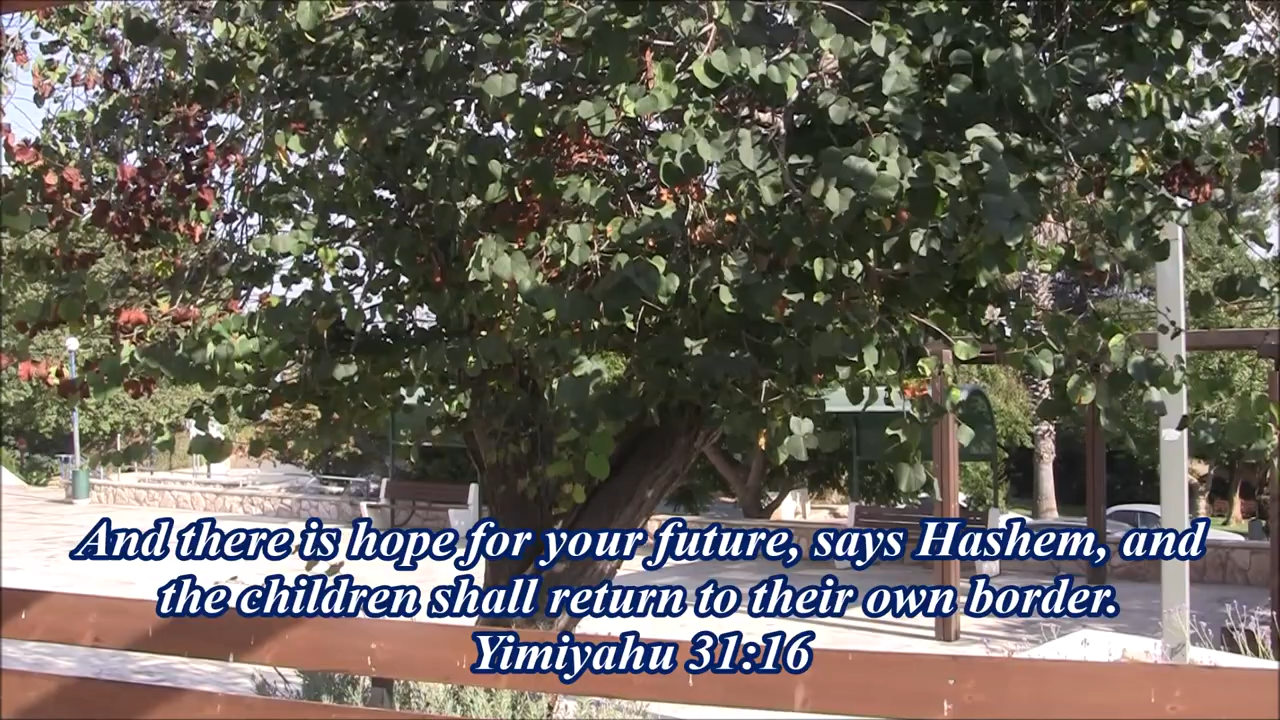 And there is hope for your future, says Hashem, and
the children shall return to their own border.
Yimiyahu 31:16